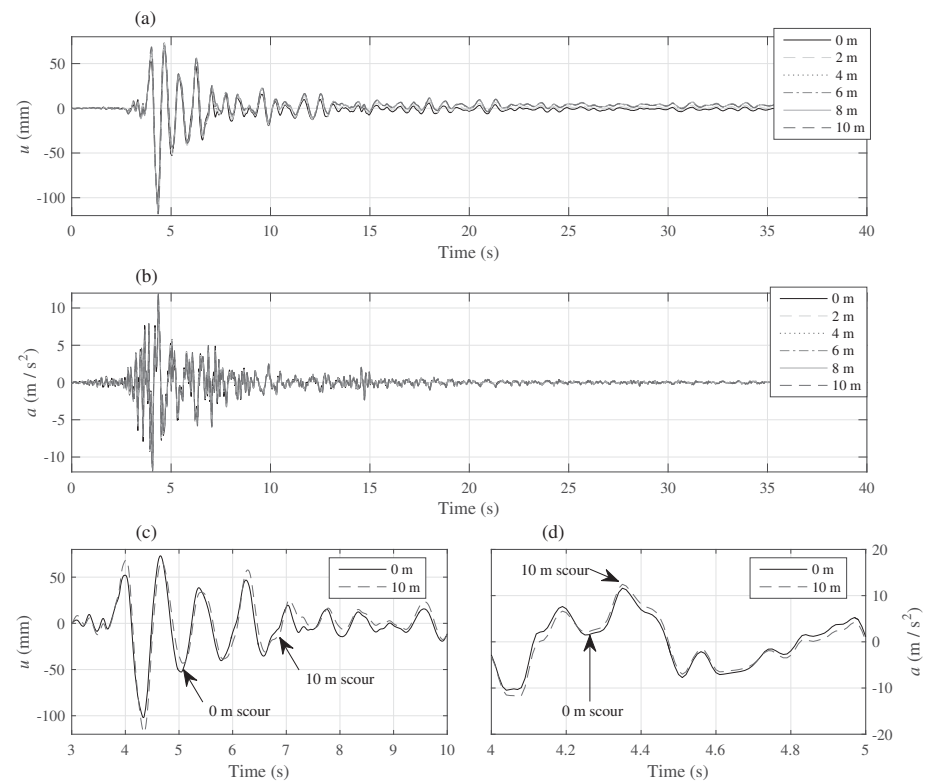 (a)
50
0
-50
-100
u (mm)
0 5 10 15 20 25 30 35 40
Time (s)
0 m
2 m
4 m
6 m
8 m
10 m
(b)
10
5
0
-5
-10
a (m / s²)
0 5 10 15 20 25 30 35 40
Time (s)
0 m
2 m
4 m
6 m
8 m
10 m
(c)
50
0
-50
-100
u (mm)
3 4 5 6 7 8 9 10
Time (s)
0 m
10 m
10 m scour
0 m scour
(d)
0 m
10 m
10 m scour
0 m scour
20
10
0
-10
-20
a (m / s²)
4 4.2 4.4 4.6 4.8 5
Time (s)